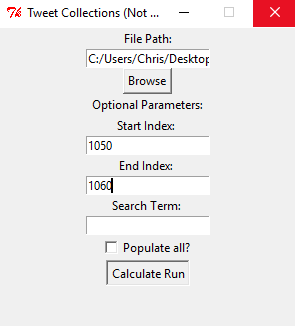 Tweet Collections (Not ...
File Path:
C:/Users/Chris/Desktop
Browse
Optional Parameters:
Start Index:
1050
End Index:
1060
Search Term:
Populate all?
Calculate Run